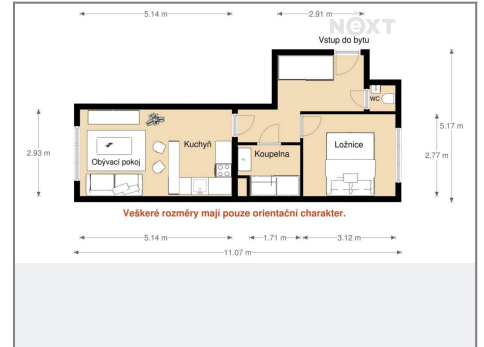 5.14 m
2.91 m
NEXT
REALITY
Vstup do bytu
WC
2.93 m
Obývací pokoj
Kuchyň
Koupelna
Ložnice
5.17 m
2.77 m
Veškeré rozměry mají pouze orientační charakter.
5.14 m
1.71 m
3.12 m
11.07 m